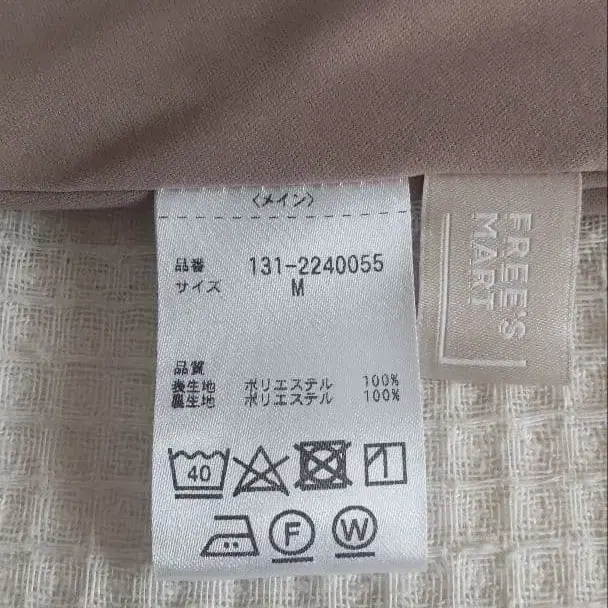 〈メイン〉
品番 131-2240055
サイズ M
品質
表生地 ポリエステル 100%
裏生地 ポリエステル 100%
40
F
W
FREE'S
MART